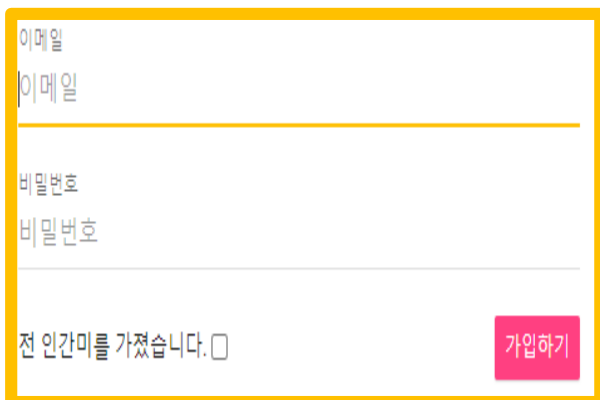 이메일
이메일
비밀번호
비밀번호
전 인간미를 가졌습니다.
가입하기